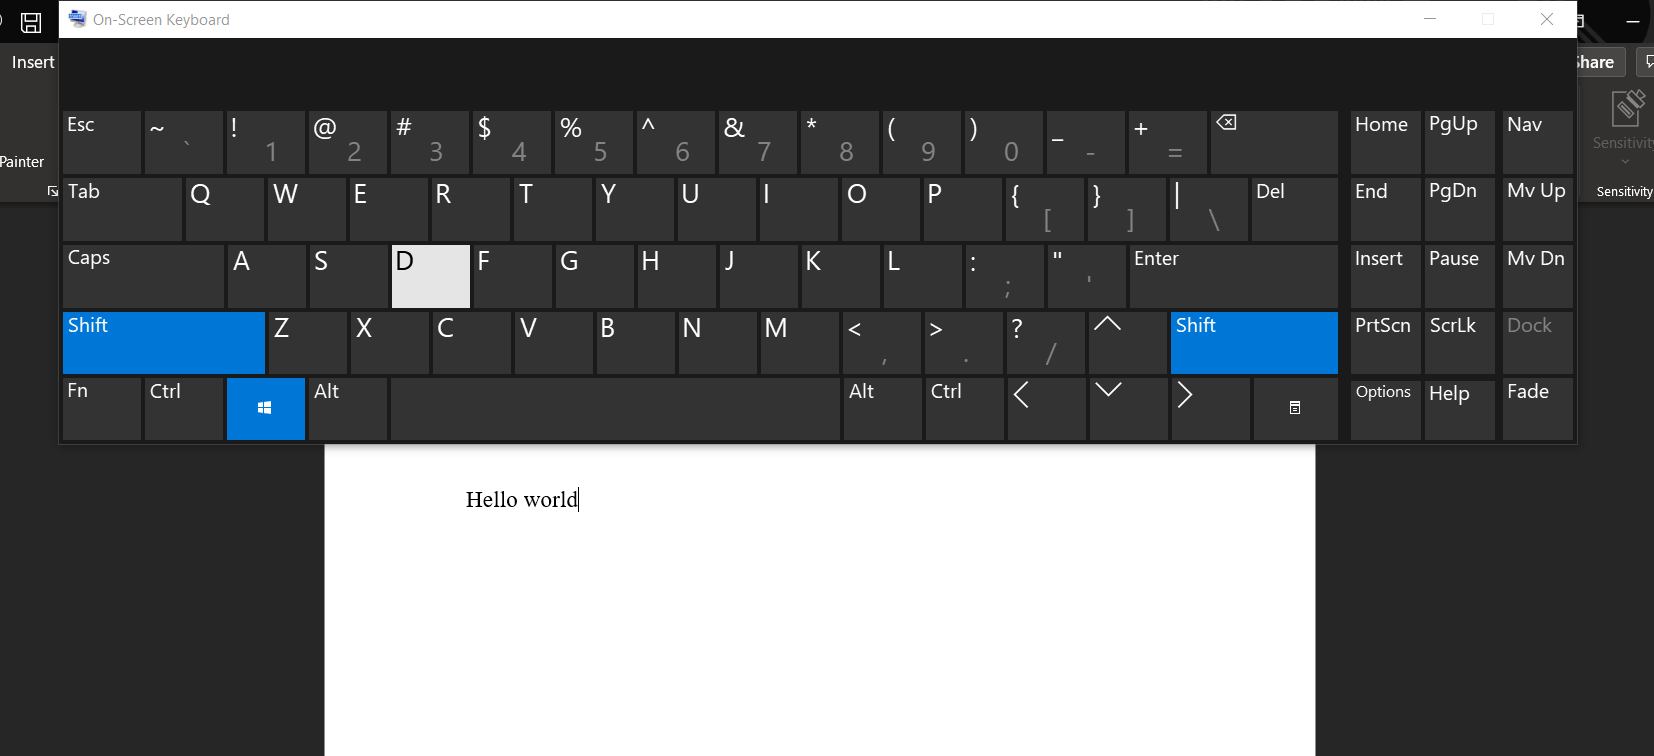 On-Screen Keyboard
Insert
Share
Painter
Sensitivity
Sensitivity
Esc ~ ` ! 1 @ 2 # 3 $ 4 % 5 ^ 6 & 7 * 8 ( 9 ) 0 _ - + = Home PgUp Nav
Tab Q W E R T Y U I O P { [ } ] | \ Del End PgDn Mv Up
Caps A S D F G H J K L : ; " ' Enter Insert Pause Mv Dn
Shift Z X C V B N M < , > . ? / Shift PrtScn ScrLk Dock
Fn Ctrl Alt Alt Ctrl Options Help Fade
Hello world